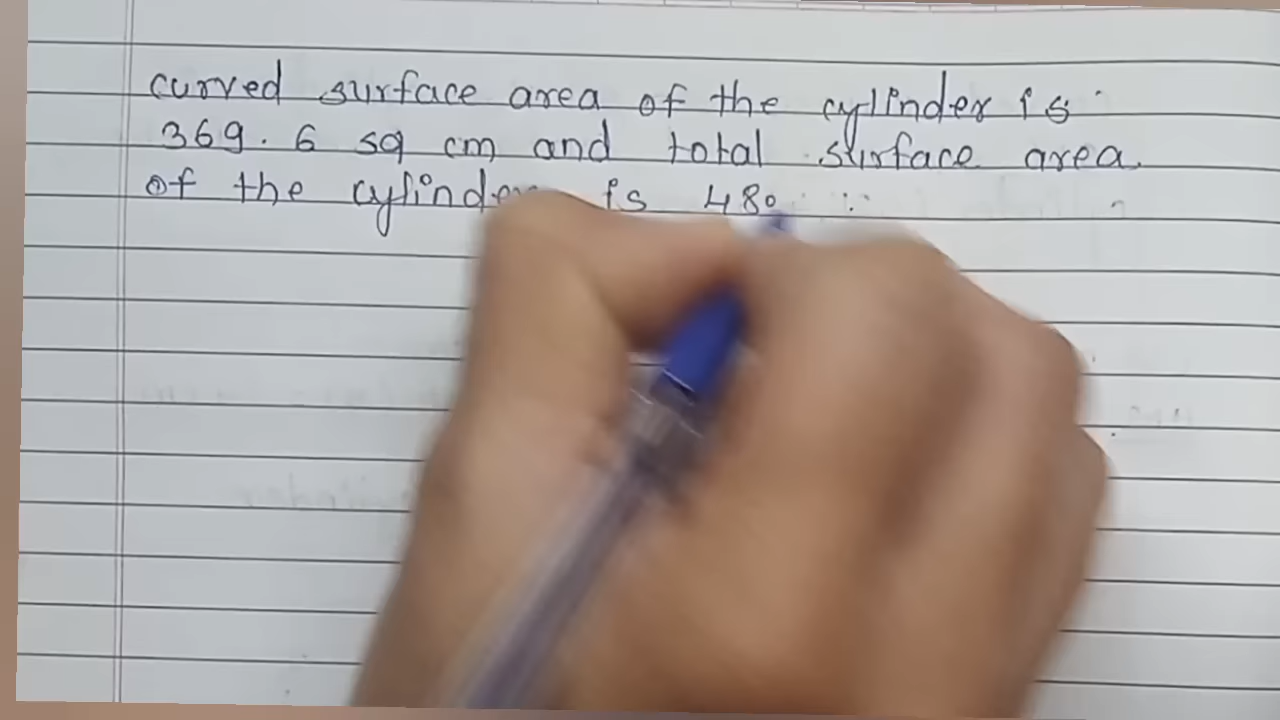 curved surface area of the cylinder is
369.6 sq cm and total surface area
of the cylinder is 480